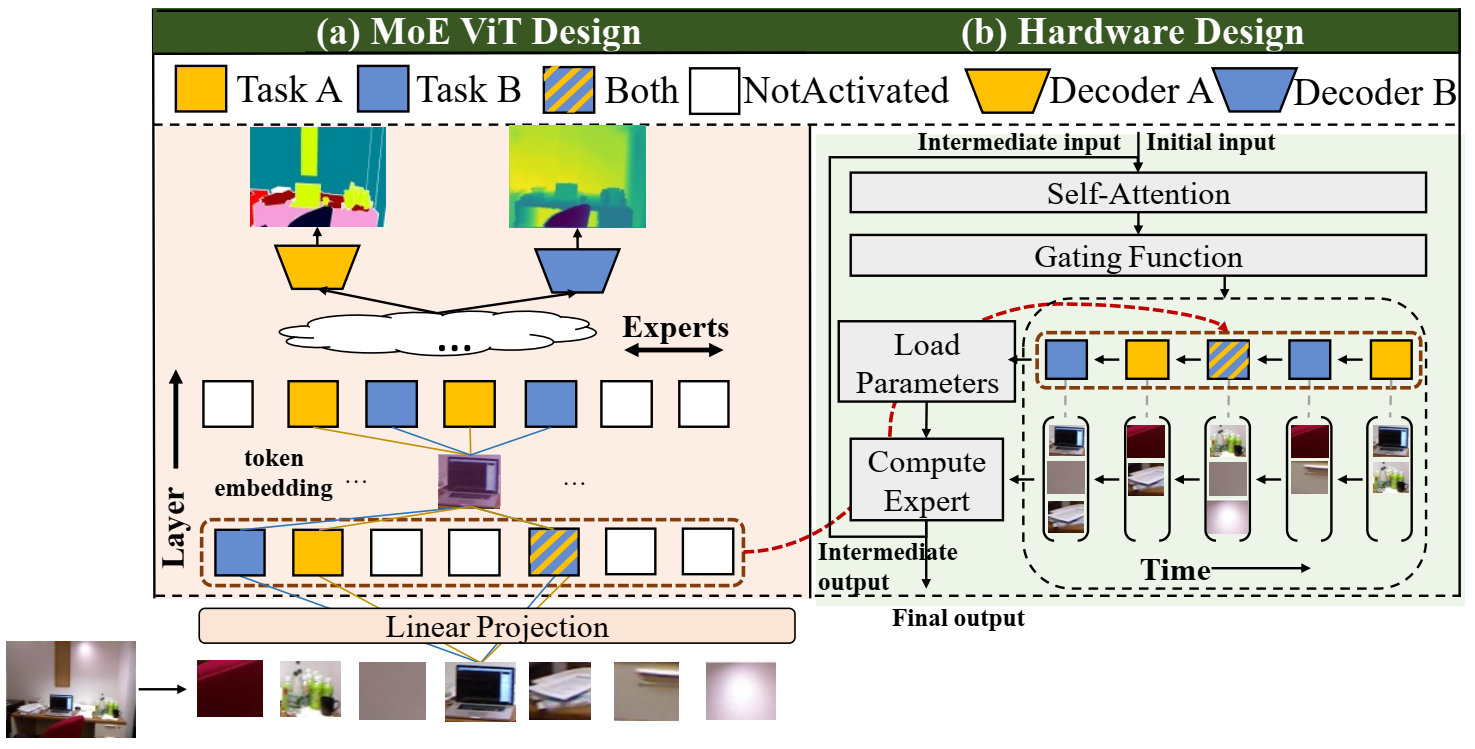 (a) MoE ViT Design
(b) Hardware Design
Task A
Task B
Both
NotActivated
Decoder A
Decoder B
Intermediate input
Initial input
Self-Attention
Gating Function
Experts
...
Load
Parameters
token
embedding
...
...
Compute
Expert
Layer
Intermediate
output
Time
Final output
Linear Projection